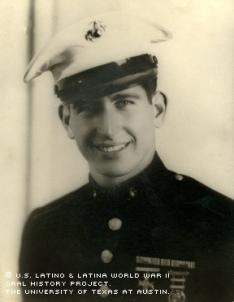 © U.S. LATINO & LATINA WORLD WAR II
ORAL HISTORY PROJECT.
THE UNIVERSITY OF TEXAS AT AUSTIN.